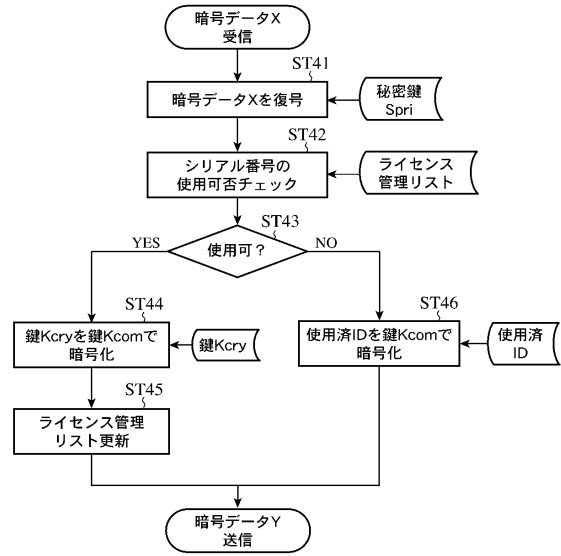 暗号データX
受信
ST41
暗号データXを復号
秘密鍵
Spri
ST42
シリアル番号の
使用可否チェック
ライセンス
管理リスト
ST43
使用可？
YES
NO
ST44
鍵Kcryを鍵Kcomで
暗号化
鍵Kcry
ST46
使用済IDを鍵Kcomで
暗号化
使用済
ID
ST45
ライセンス管理
リスト更新
暗号データY
送信